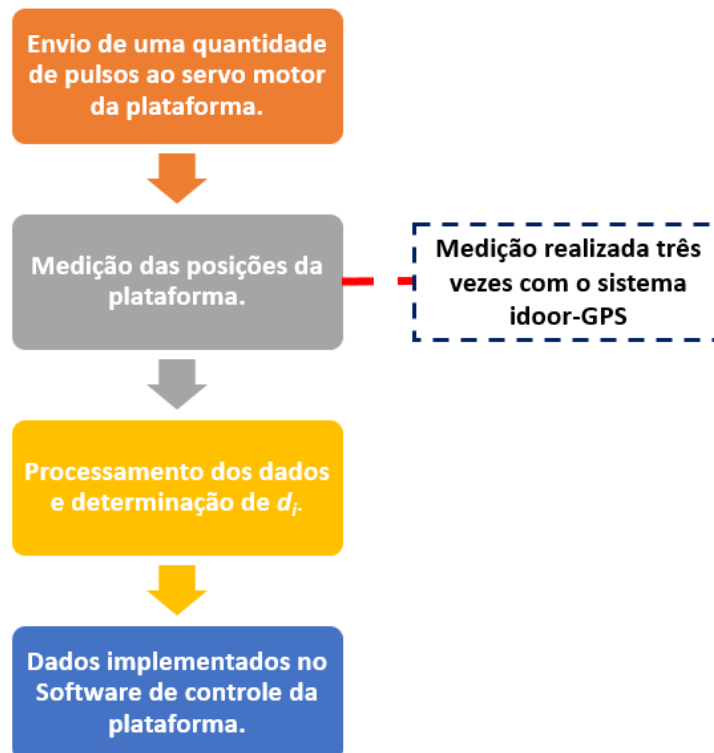 Envio de uma quantidade
de pulsos ao servo motor
da plataforma.
Medição das posições da
plataforma.
Medição realizada três
vezes com o sistema
idoor-GPS
Processamento dos dados
e determinação de di.
Dados implementados no
Software de controle da
plataforma.